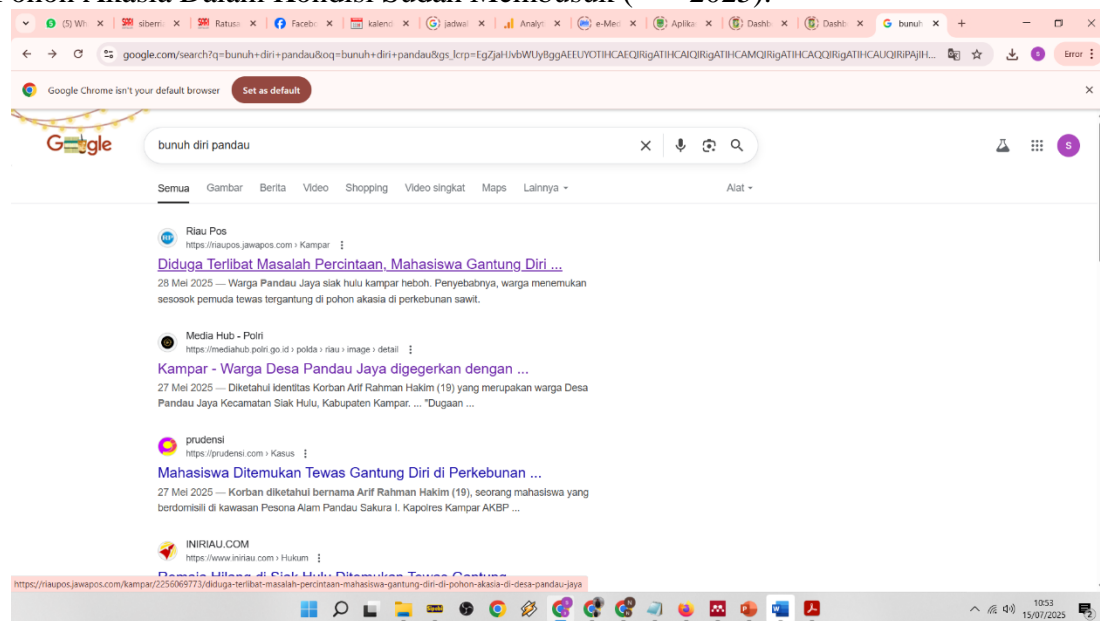 Pohon Akasia Dalam Kondisi Sudah Membusuk (
(5) Wh
siberri
Ratusa
Facebo
kalend
jadwal
Analyt
e-Med
Aplika
Dashb
Dashb
bunuh
google.com/search?q=bunuh+diri+pandau&oq=bunuh+diri+pandau&gs_lcrp=
Error
Google Chrome isn't your default browser
Set as default
Google
bunuh diri pandau
S
Semua Gambar Berita Video Shopping Video singkat Maps Lainnya Alat
RP
Riau Pos
https://riaupos.jawapos.com › Kampar
Diduga Terlibat Masalah Percintaan, Mahasiswa Gantung Diri ...
28 Mei 2025 — Warga Pandau Jaya siak hulu kampar heboh. Penyebabnya, warga menemukan
sesosok pemuda tewas tergantung di pohon akasia di perkebunan sawit.
Media Hub - Polri
https://mediahub.polri.go.id › polda › riau › image › detail
Kampar - Warga Desa Pandau Jaya digegerkan dengan ...
27 Mei 2025 — Diketahui identitas Korban Arif Rahman Hakim (19) yang merupakan warga Desa
Pandau Jaya Kecamatan Siak Hulu, Kabupaten Kampar. ... "Dugaan ...
prudensi
https://prudensi.com › Kasus
Mahasiswa Ditemukan Tewas Gantung Diri di Perkebunan ...
27 Mei 2025 — Korban diketahui bernama Arif Rahman Hakim (19), seorang mahasiswa yang
berdomisili di kawasan Pesona Alam Pandau Sakura I. Kapolres Kampar AKBP ...
INIRIAU.COM
https://www.iniriau.com › Hukum
Remaja Hilang di Siak Hulu Ditemukan Tewas Gantung
https://riaupos.jawapos.com/kampar/2256069773/diduga-terlibat-masalah-percintaan-mahasiswa-gantung-diri-di-pohon-akasia-di-desa-pandau-jaya
10:53
15/07/2025